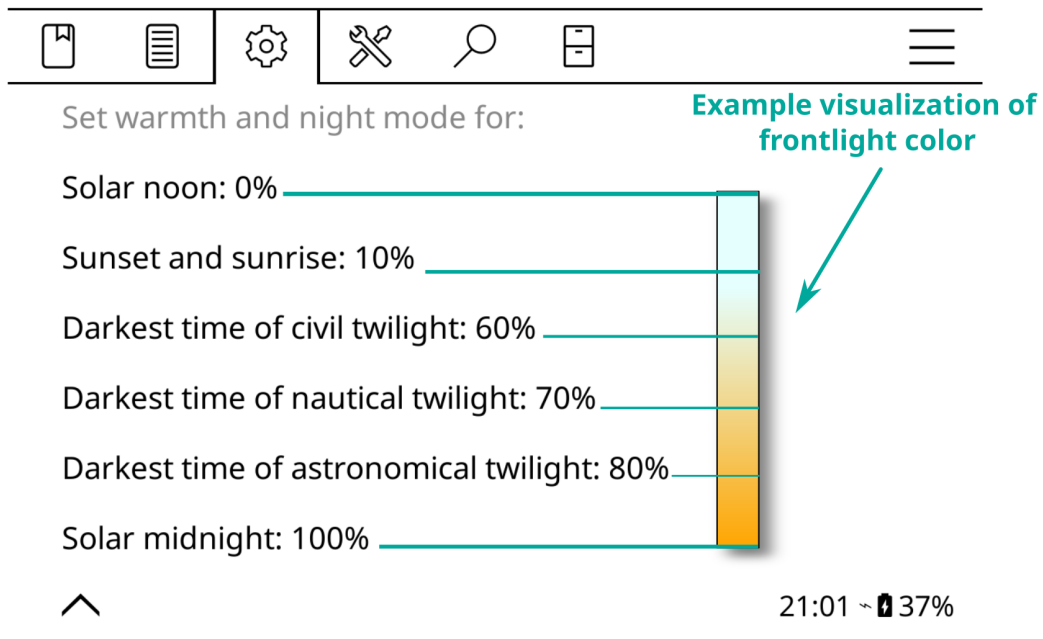 Example visualization of
frontlight color
Set warmth and night mode for:
Solar noon: 0%
Sunset and sunrise: 10%
Darkest time of civil twilight: 60%
Darkest time of nautical twilight: 70%
Darkest time of astronomical twilight: 80%
Solar midnight: 100%
21:01 37%